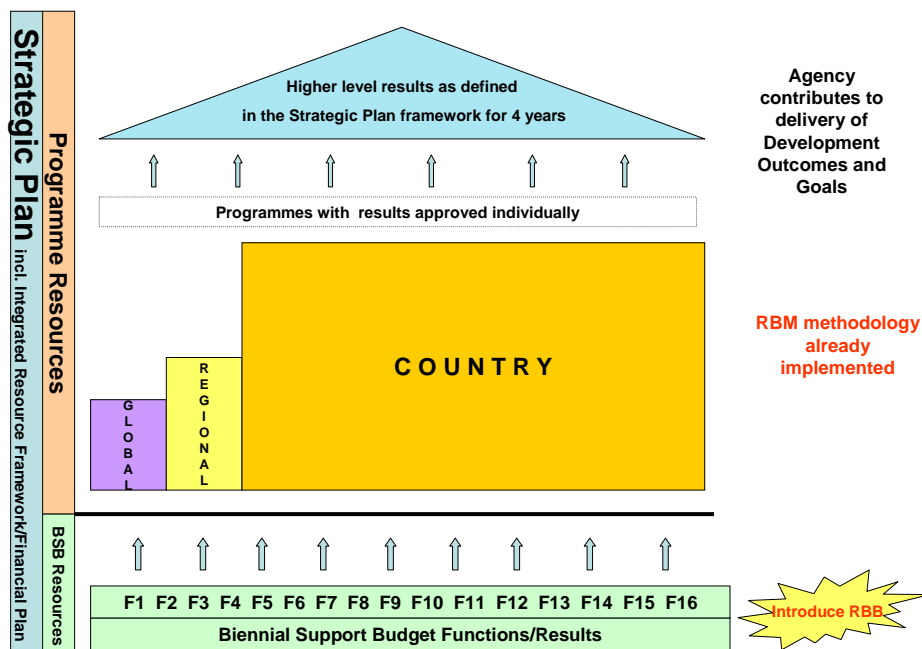 Strategic Plan incl. Integrated Resource Framework/Financial Plan
Programme Resources
BSB Resources
Higher level results as defined
in the Strategic Plan framework for 4 years
Agency
contributes to
delivery of
Development
Outcomes and
Goals
Programmes with results approved individually
GLOBAL
REGIONAL
COUNTRY
RBM methodology
already
implemented
F1 F2 F3 F4 F5 F6 F7 F8 F9 F10 F11 F12 F13 F14 F15 F16
Biennial Support Budget Functions/Results
Introduce RBB